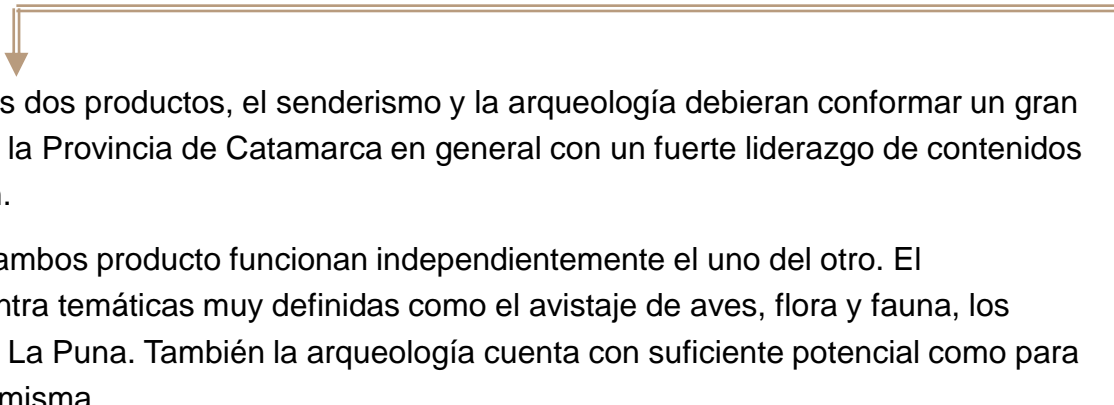 s dos productos, el senderismo y la arqueología debieran conformar un gran
la Provincia de Catamarca en general con un fuerte liderazgo de contenidos
.
ambos producto funcionan independientemente el uno del otro. El
ntra temáticas muy definidas como el avistaje de aves, flora y fauna, los
La Puna. También la arqueología cuenta con suficiente potencial como para
misma